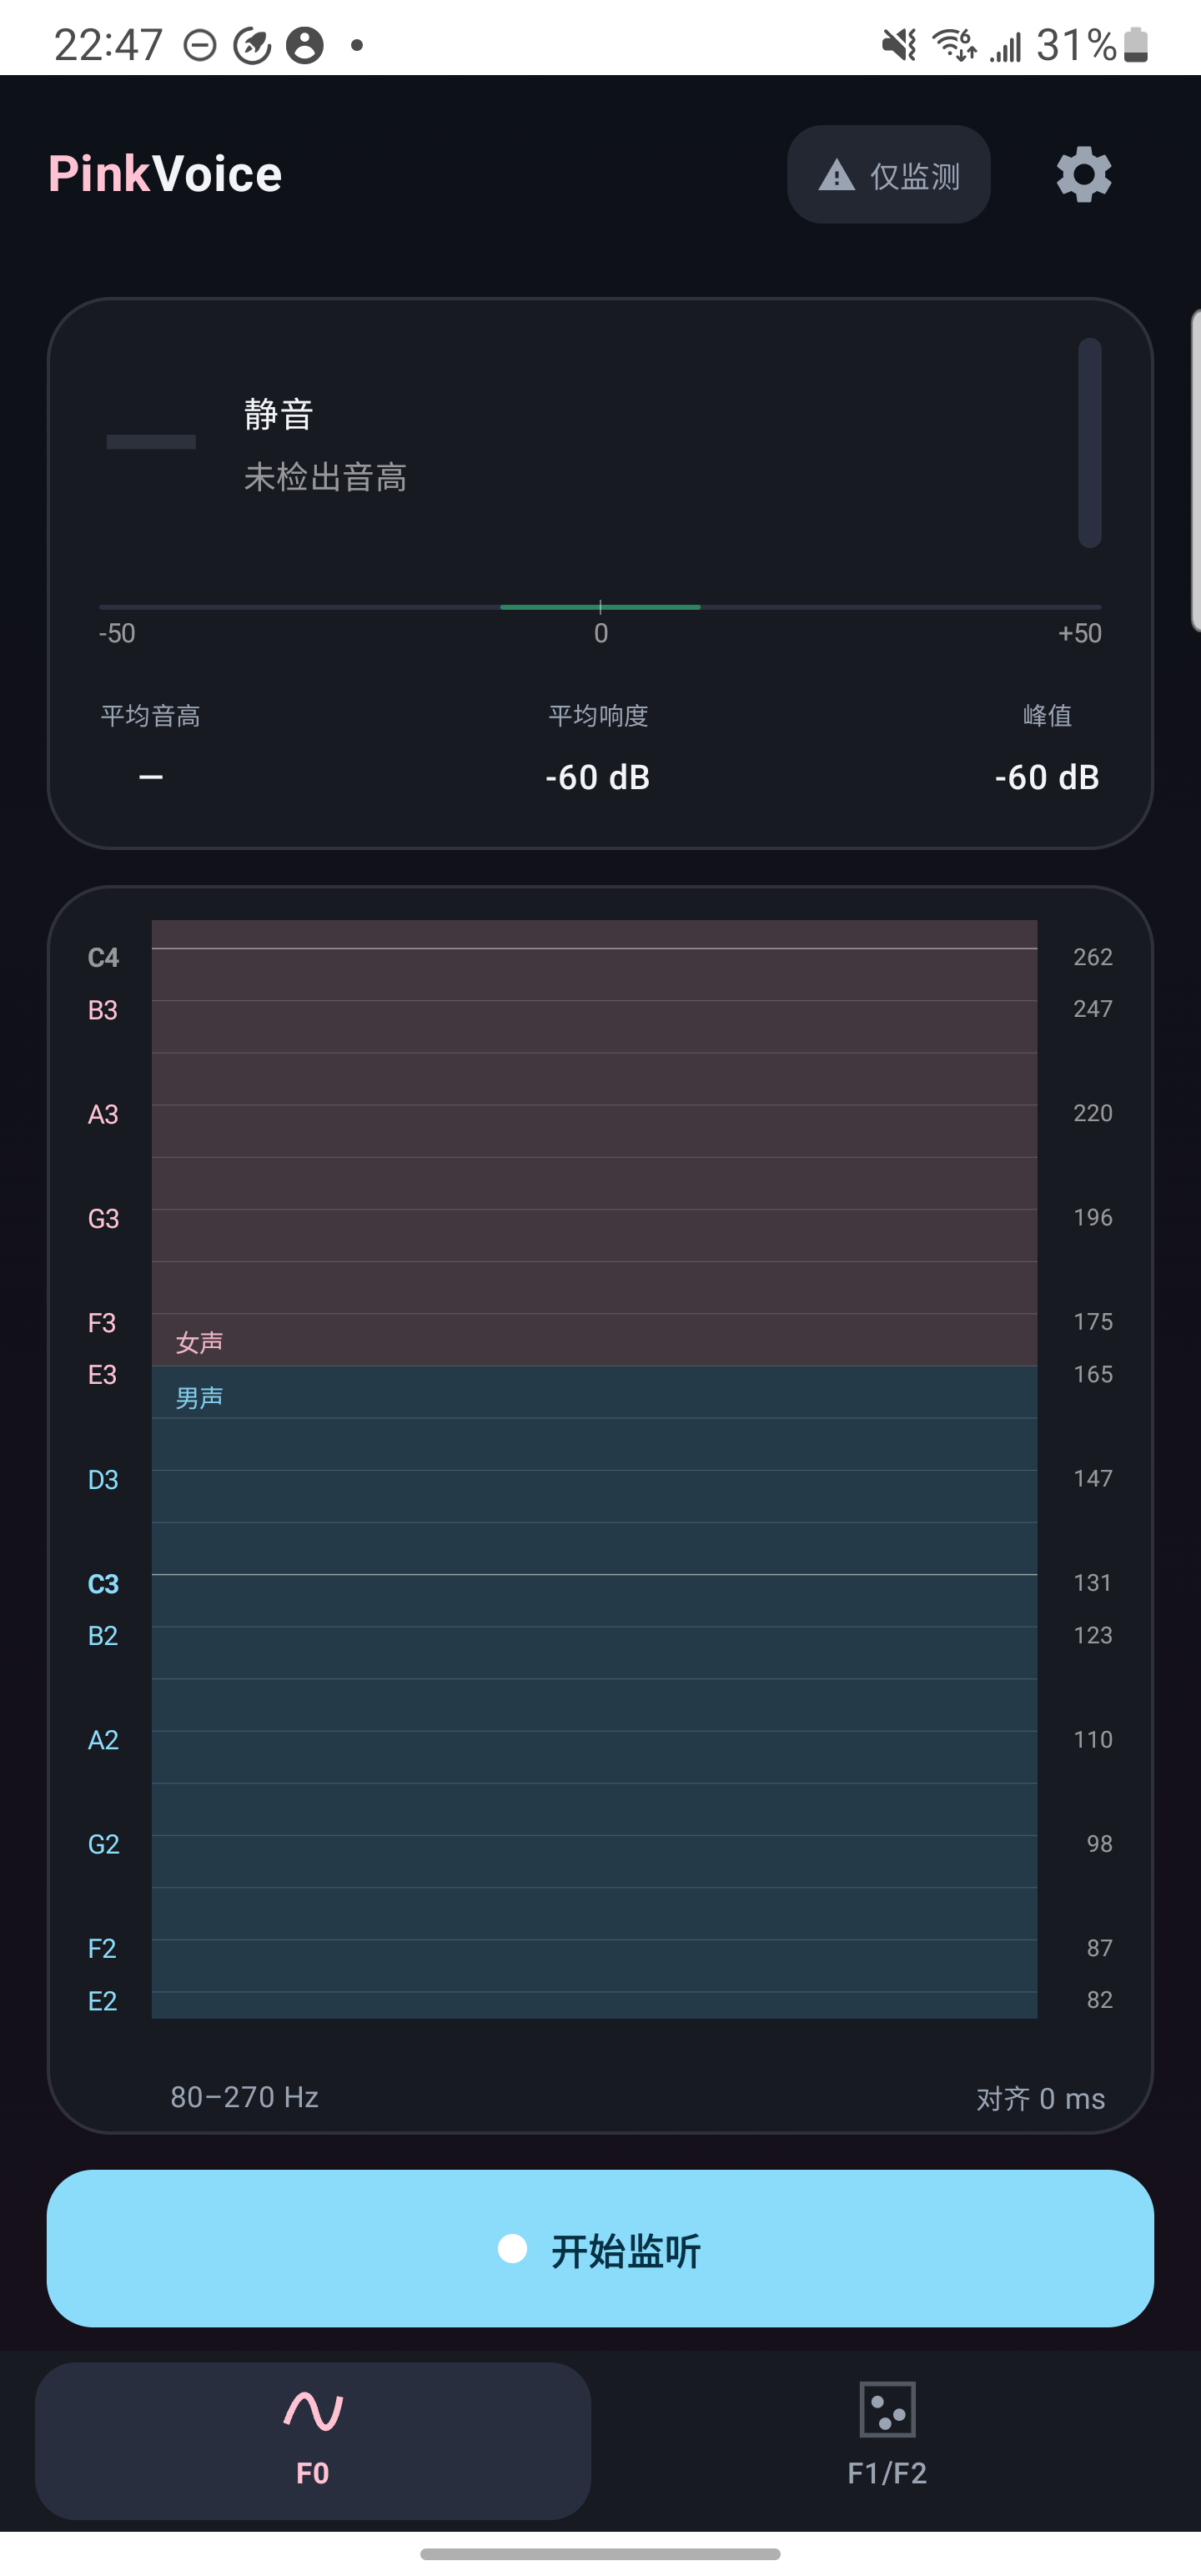 22:47
6
31%
PinkVoice
仅监测
静音
未检出音高
-50 0 +50
平均音高 平均响度 峰值
– -60 dB -60 dB
C4 262
B3 247
A3 220
G3 196
F3 175
女声
E3 165
男声
D3 147
C3 131
B2 123
A2 110
G2 98
F2 87
E2 82
80–270 Hz 对齐 0 ms
开始监听
F0 F1/F2